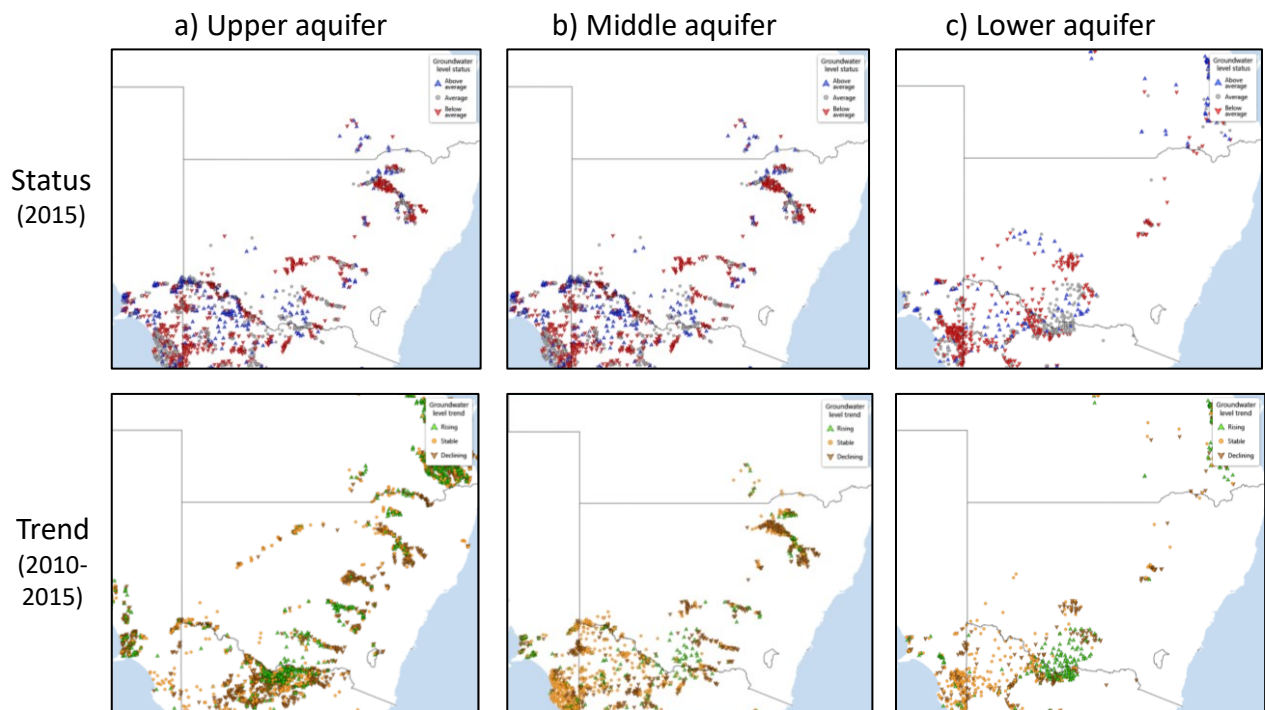 a) Upper aquifer
b) Middle aquifer
c) Lower aquifer
Status
(2015)
Groundwater
level status
Above
average
Average
Below
average
Groundwater
level status
Above
average
Average
Below
average
Groundwater
level status
Above
average
Average
Below
average
Trend
(2010-
2015)
Groundwater
level trend
Rising
Stable
Declining
Groundwater
level trend
Rising
Stable
Declining
Groundwater
level trend
Rising
Stable
Declining